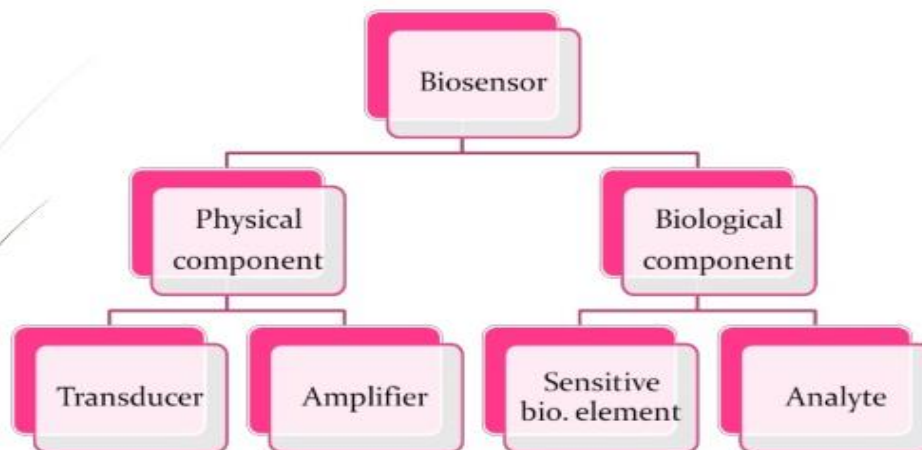 Biosensor
Physical
component
Biological
component
Transducer
Amplifier
Sensitive
bio. element
Analyte